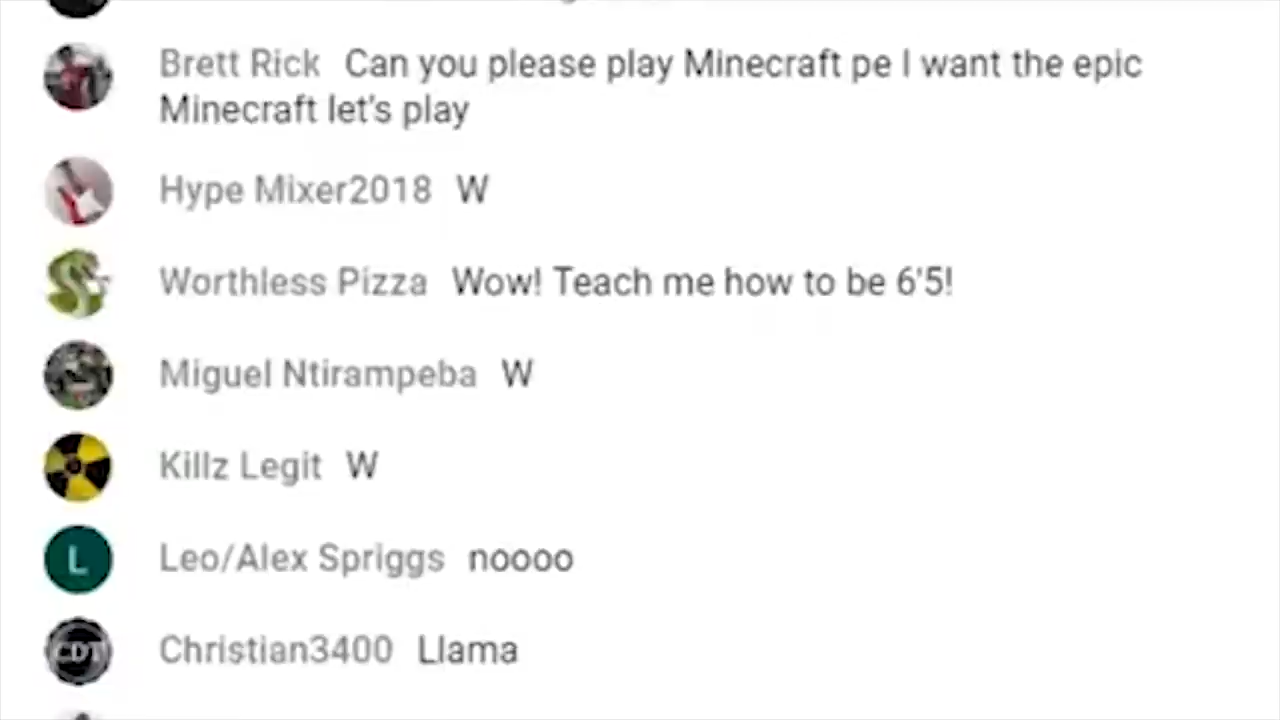 Brett Rick Can you please play Minecraft pe I want the epic
Minecraft let's play
Hype Mixer2018 W
Worthless Pizza Wow! Teach me how to be 6'5!
Miguel Ntirampeba W
Killz Legit W
L Leo/Alex Spriggs noooo
CDT Christian3400 Llama